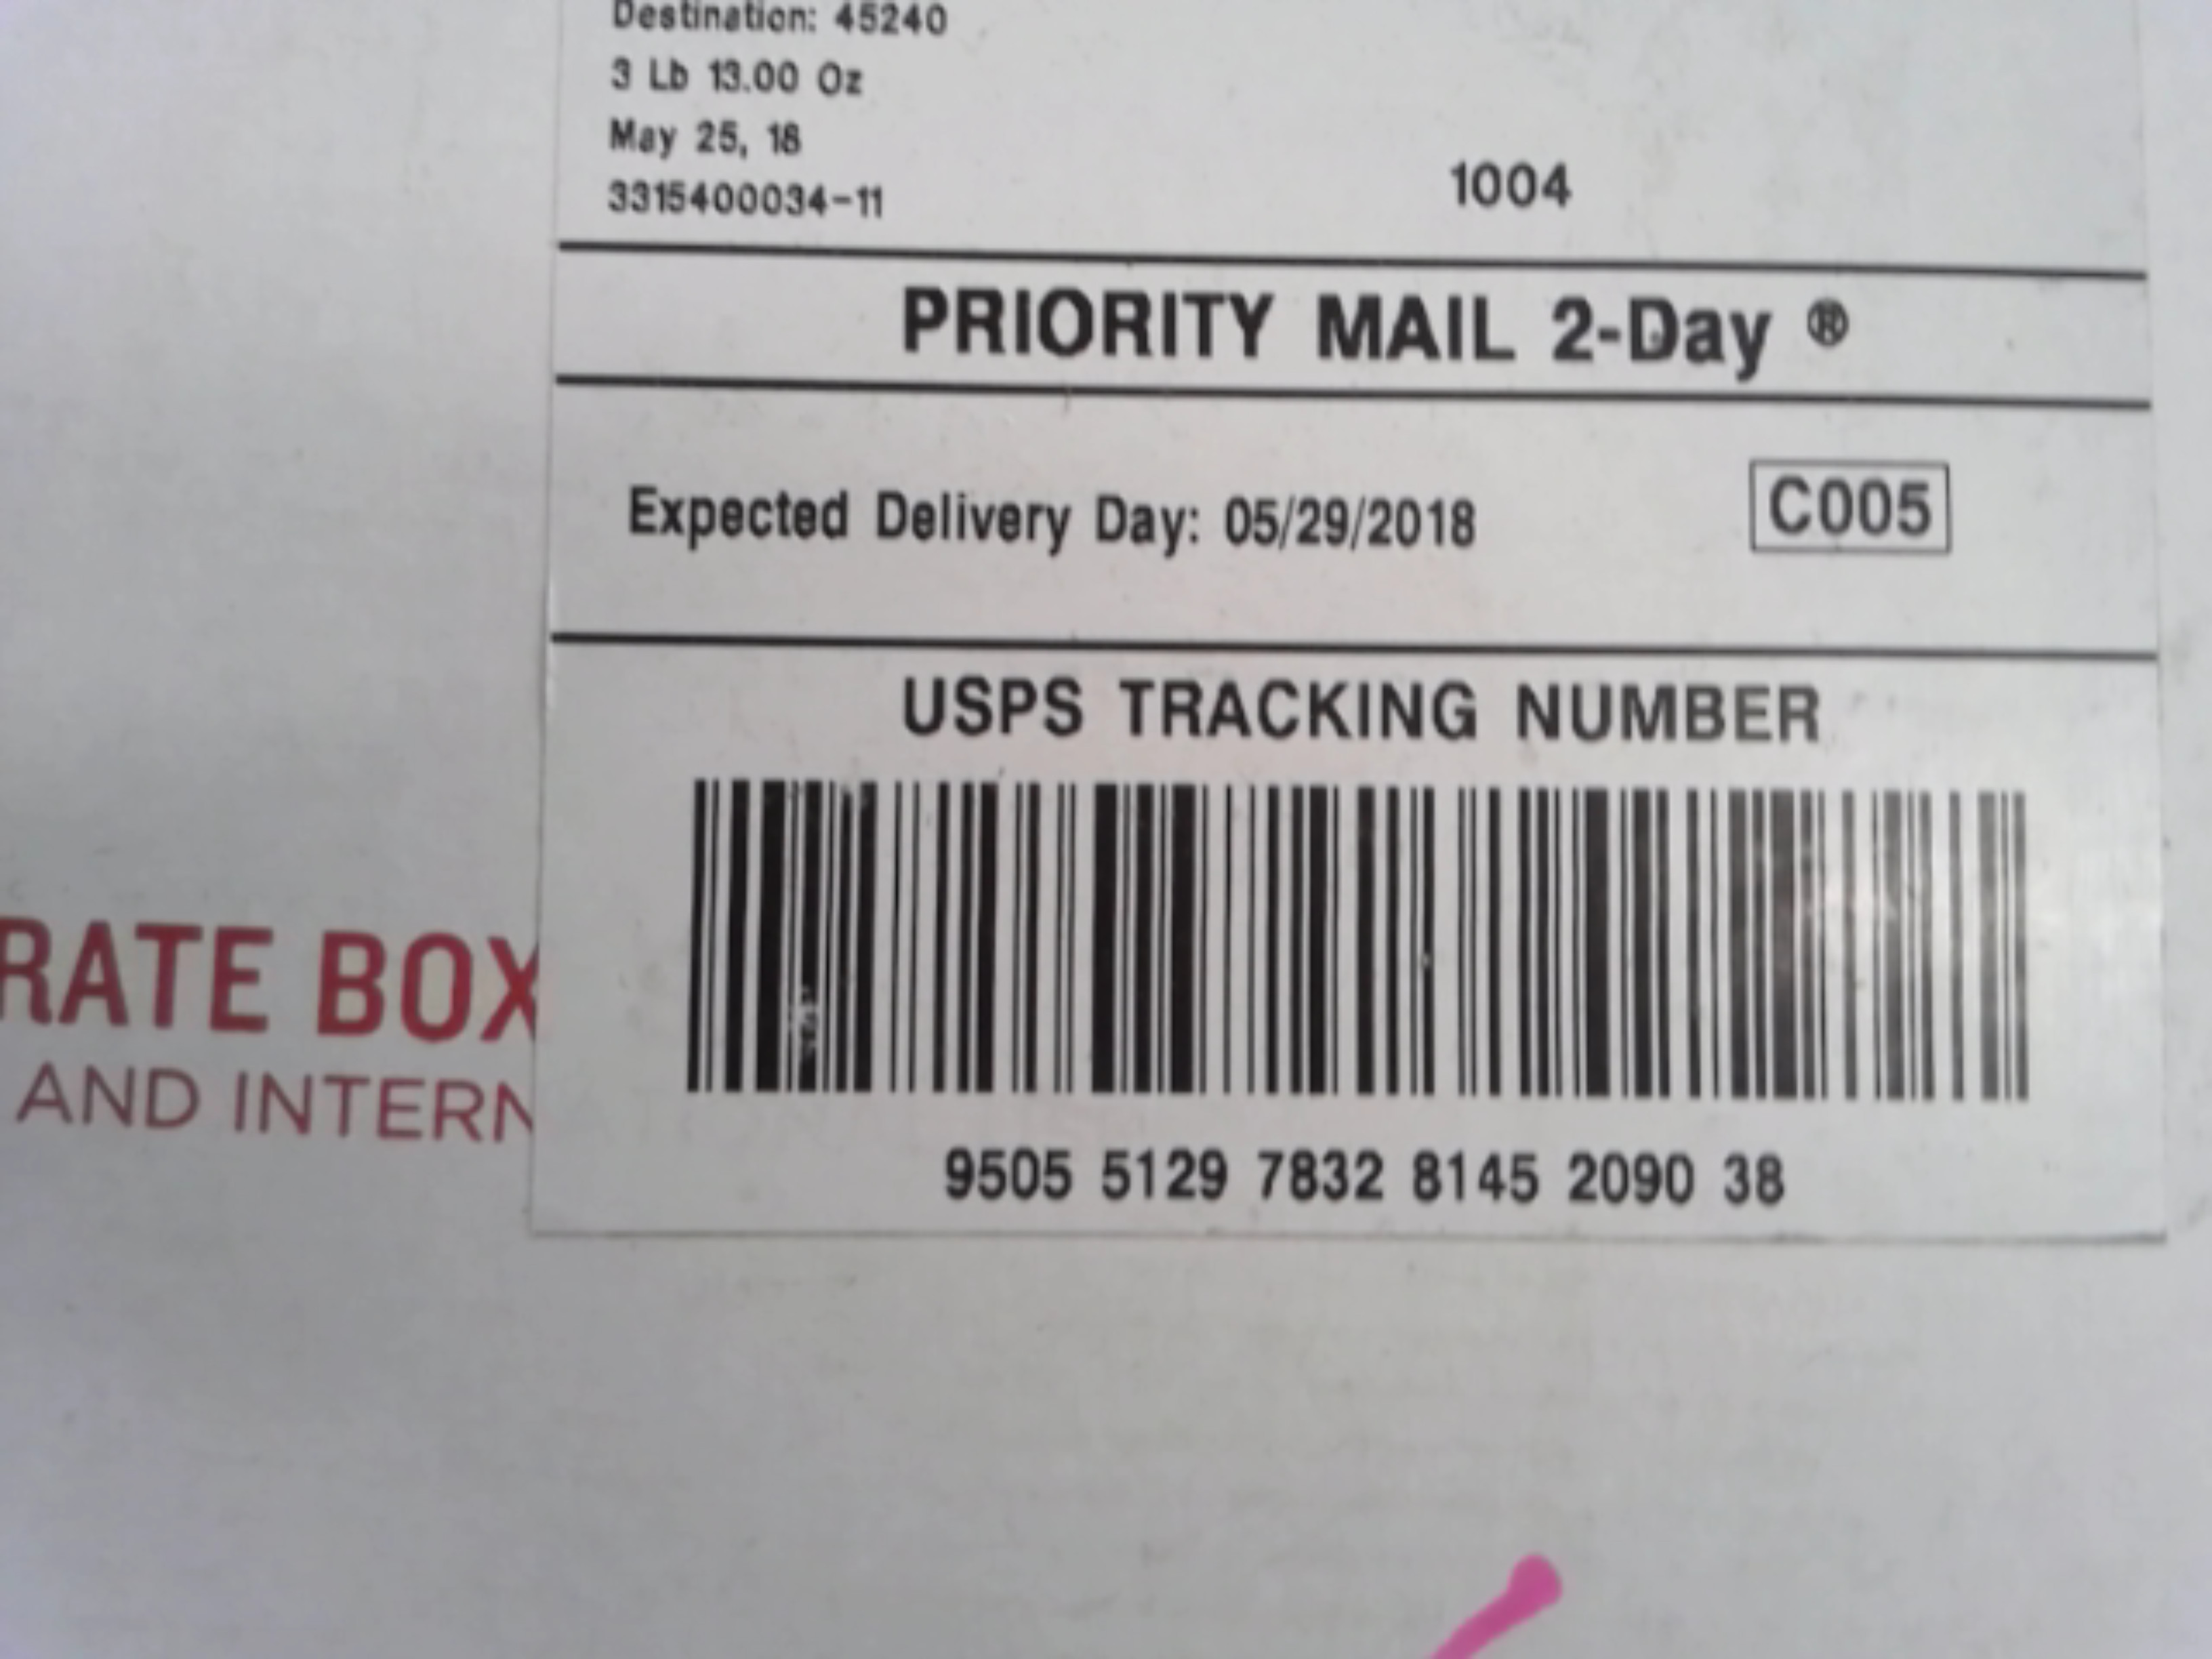 Destination: 45240
3 Lb 13.00 Oz
May 25, 18
3315400034-11
1004
PRIORITY MAIL 2-Day ®
Expected Delivery Day: 05/29/2018
C005
USPS TRACKING NUMBER
9505 5129 7832 8145 2090 38
RATE BOX
AND INTERN